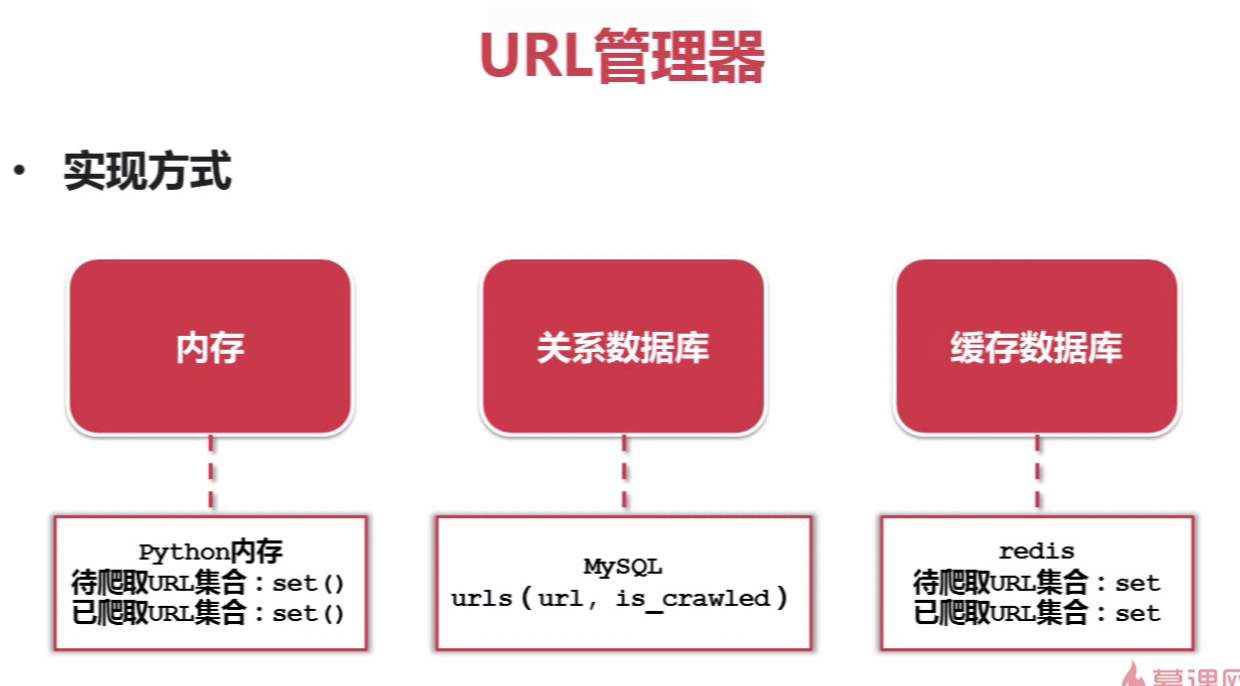 URL管理器
• 实现方式
内存
关系数据库
缓存数据库
Python内存
待爬取URL集合：set()
已爬取URL集合：set()
MySQL
urls(url, is_crawled)
redis
待爬取URL集合：set
已爬取URL集合：set
慕课网